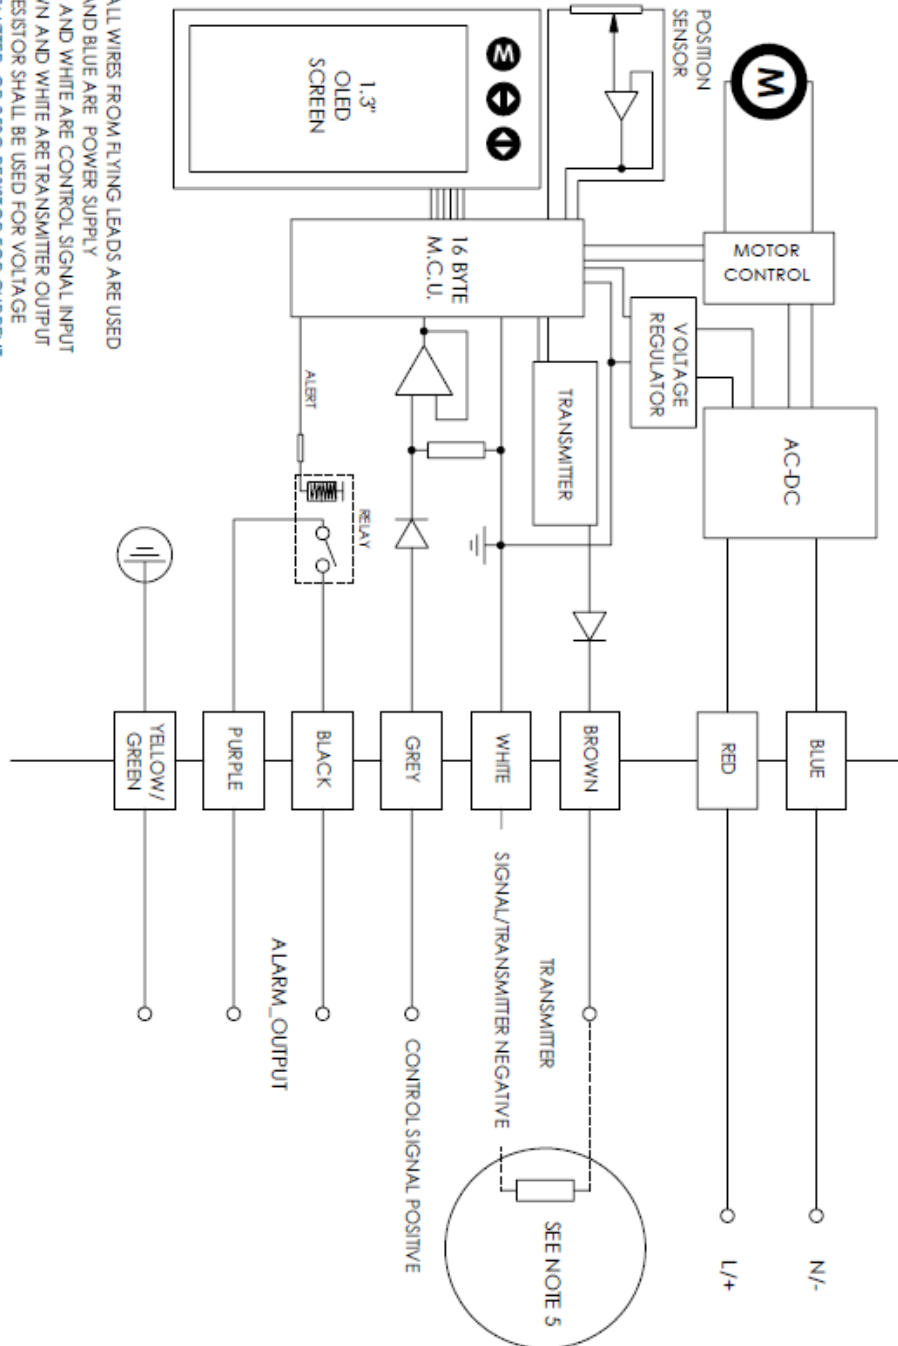 POSITION
SENSOR
M
MOTOR
CONTROL
VOLTAGE
REGULATOR
AC-DC
1.3"
OLED
SCREEN
M
16 BYTE
M.C.U.
TRANSMITTER
ALERT
RELAY
BLUE
RED
BROWN
WHITE
GREY
BLACK
PURPLE
YELLOW/
GREEN
N/-
L/+
TRANSMITTER
SEE NOTE 5
SIGNAL/TRANSMITTER NEGATIVE
CONTROL SIGNAL POSITIVE
ALARM_OUTPUT
ALL WIRES FROM FLYING LEADS ARE USED
AND BLUE ARE POWER SUPPLY
AND WHITE ARE CONTROL SIGNAL INPUT
WN AND WHITE ARE TRANSMITTER OUTPUT
ESISTOR SHALL BE USED FOR VOLTAGE